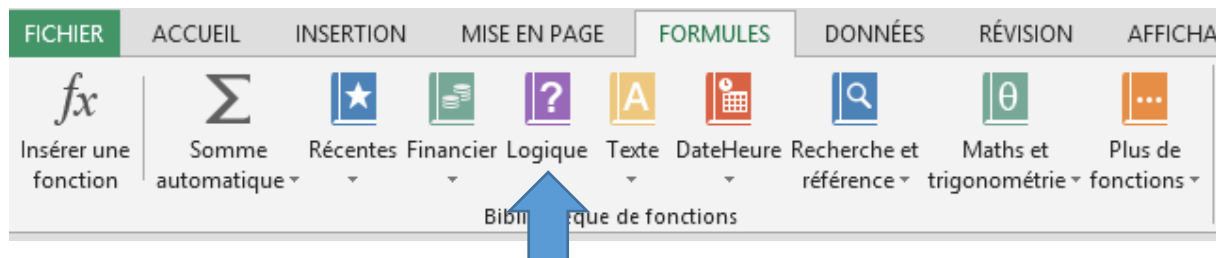 FICHIER ACCUEIL INSERTION MISE EN PAGE FORMULES DONNÉES RÉVISION AFFICHA
fx Σ ? A θ ...
Insérer une Somme Récentes Financier Logique Texte DateHeure Recherche et Maths et Plus de
fonction automatique référence trigonométrie fonctions
de fonctions